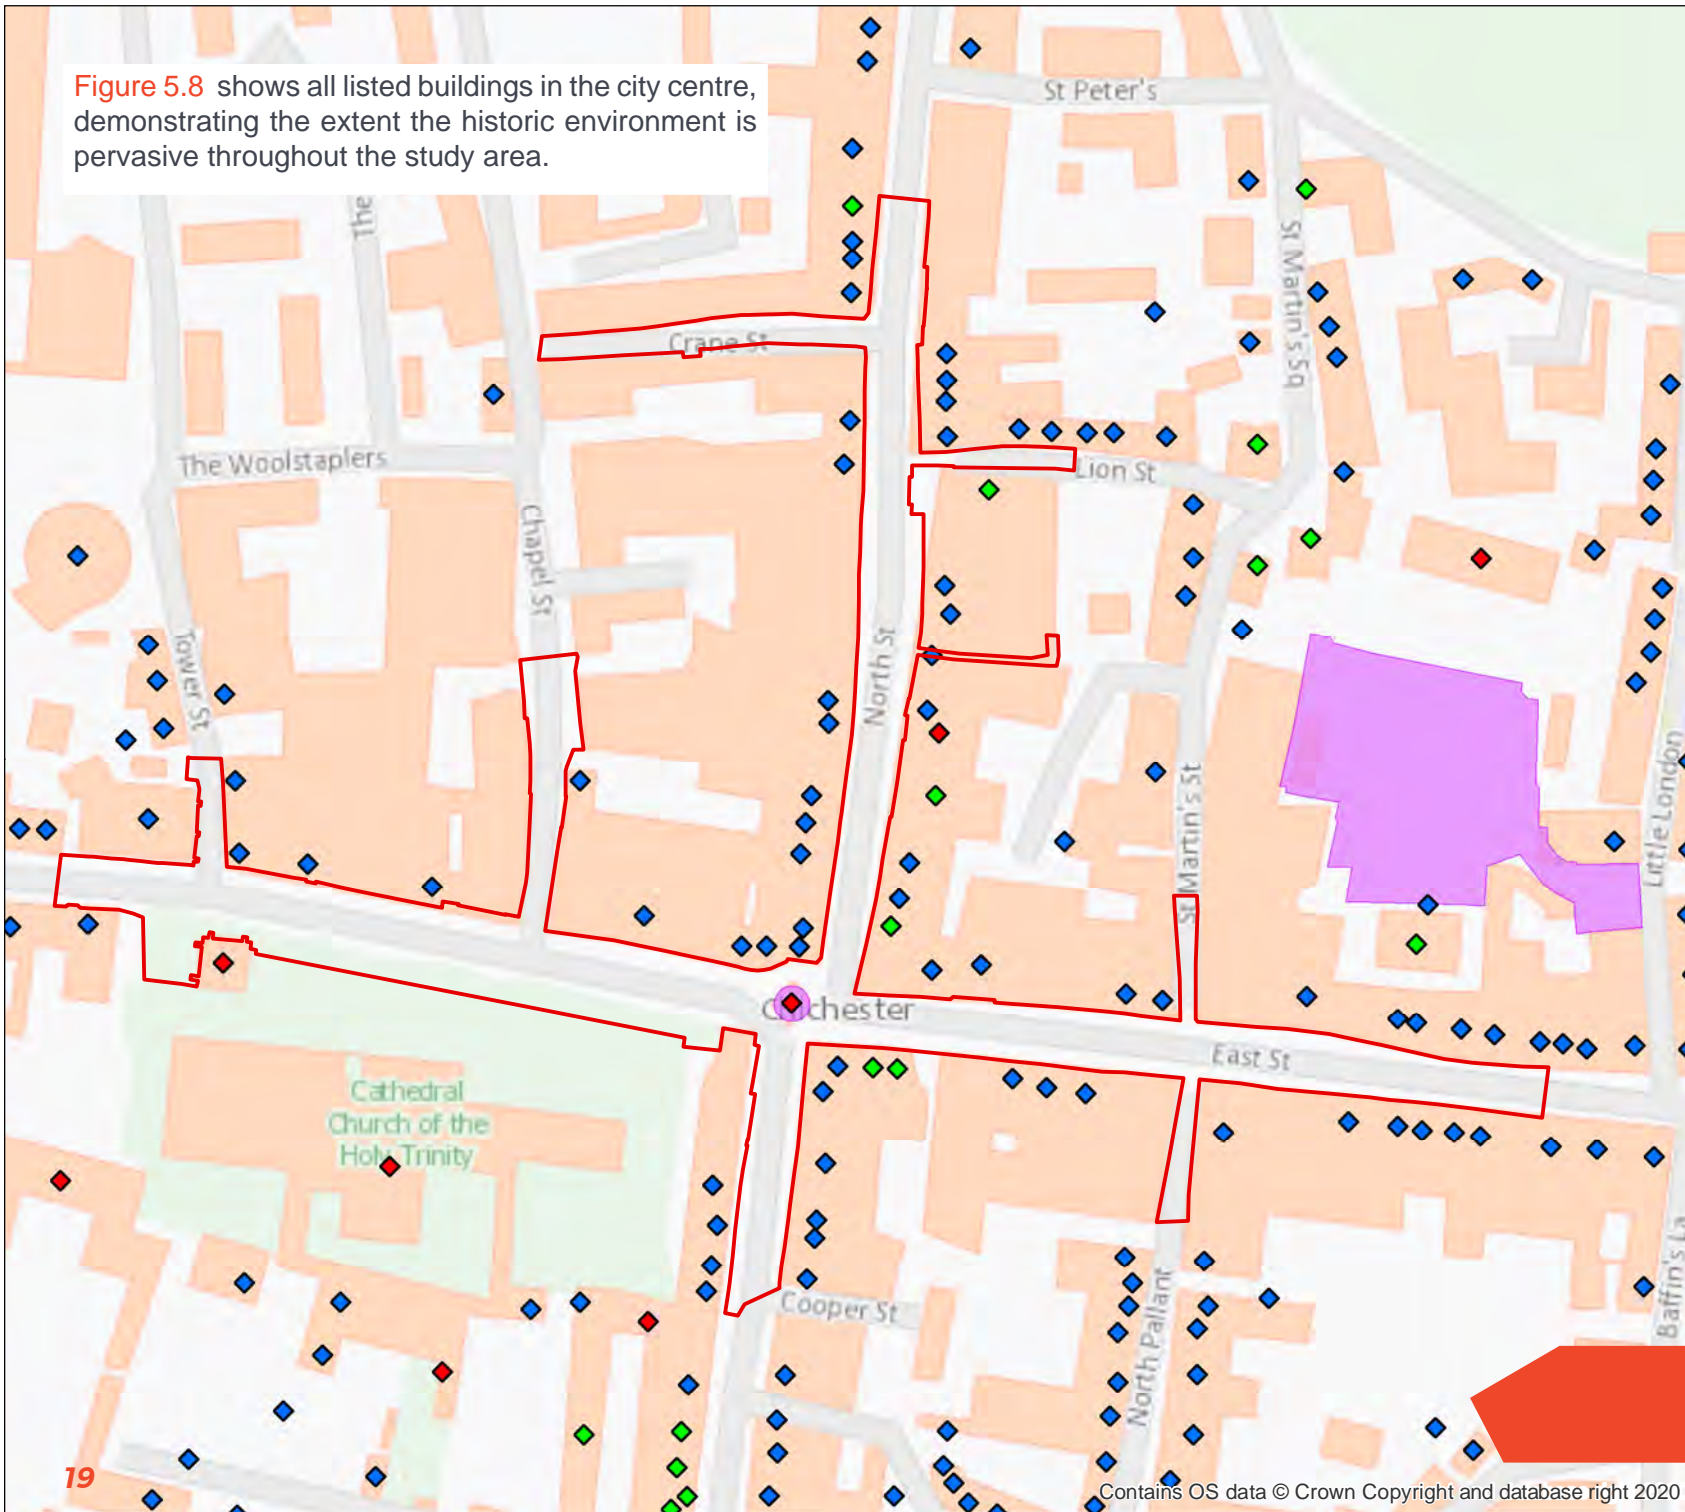 Figure 5.8 shows all listed buildings in the city centre,
demonstrating the extent the historic environment is
pervasive throughout the study area.
St Peter's
The
St Martin's Sq
Crane St
The Woolstaplers
Lion St
Chapel St
Tower St
North St
St Martin's St
Little London
Chichester
East St
Cathedral
Church of the
Holy Trinity
Cooper St
North Pallant
Baffin's La
19
Contains OS data © Crown Copyright and database right 2020